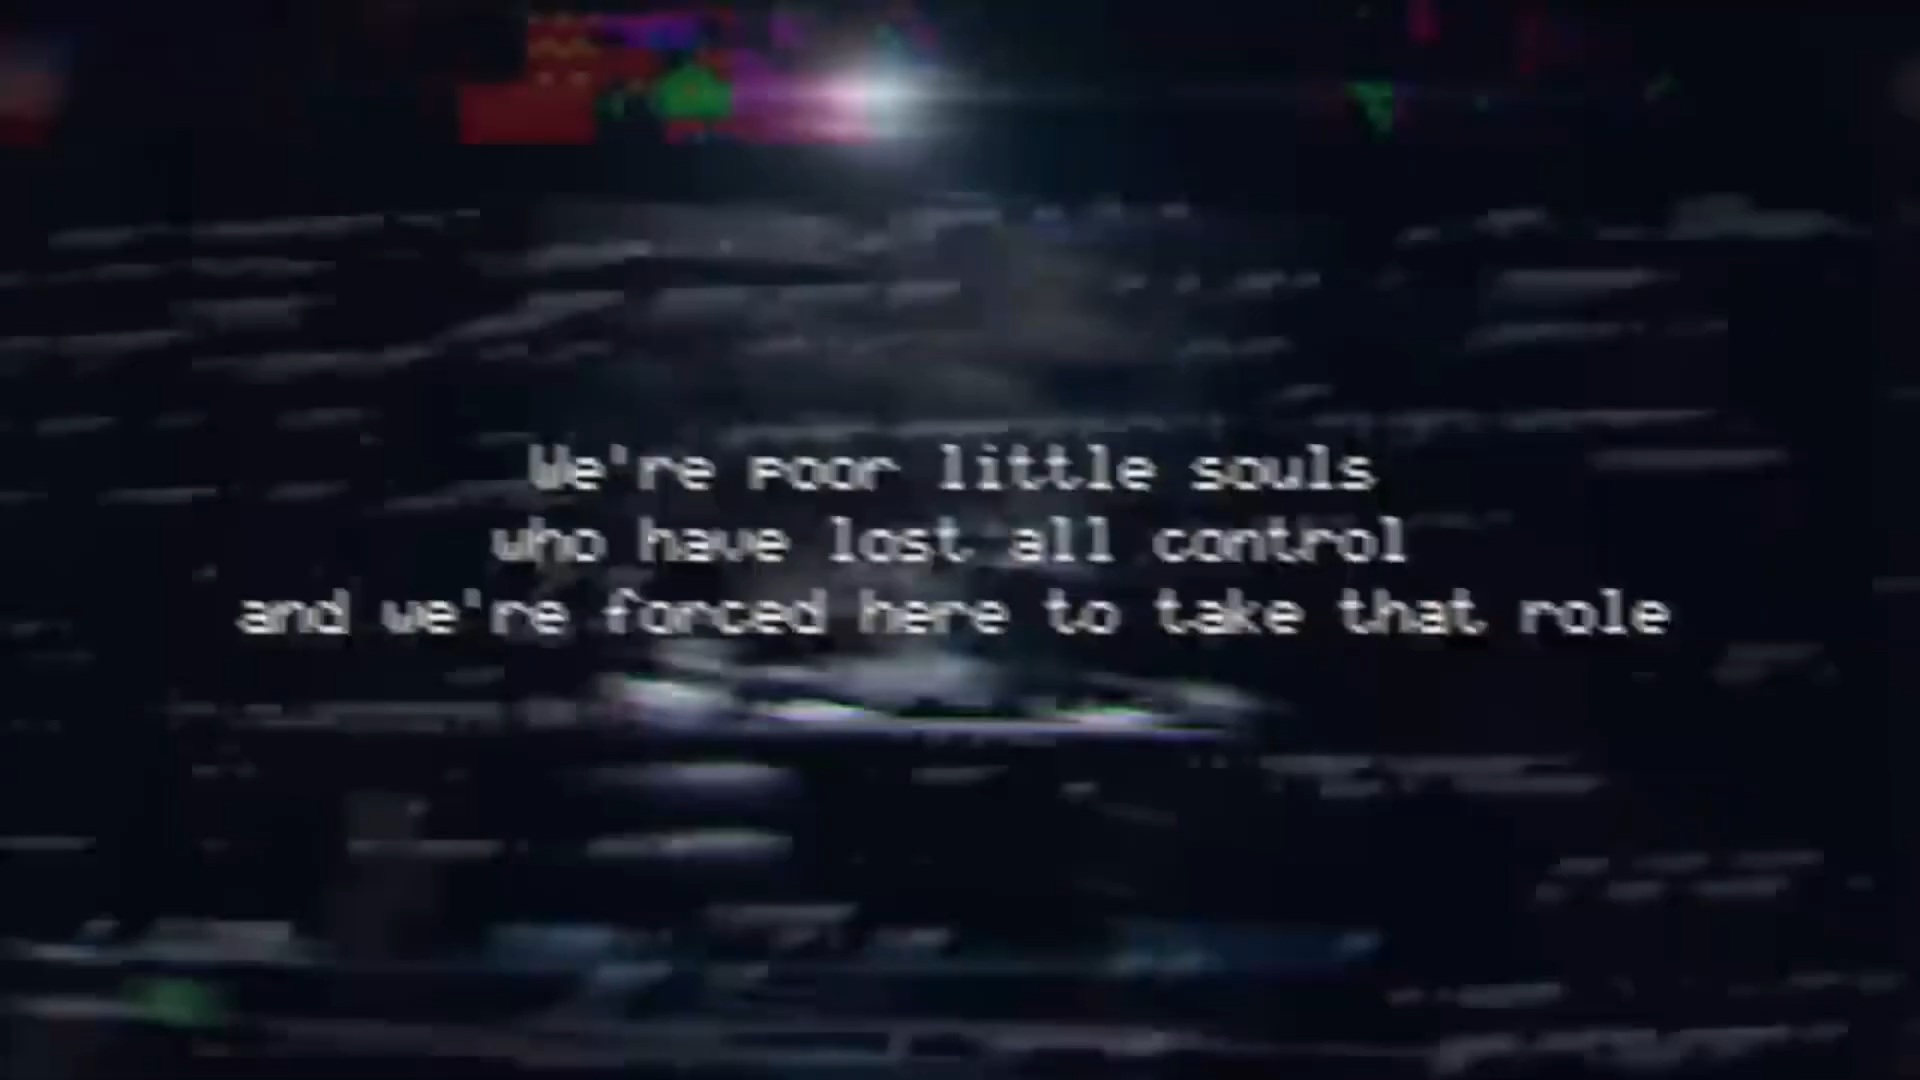 We're poor little souls
who have lost all control
and we're forced here to take that role